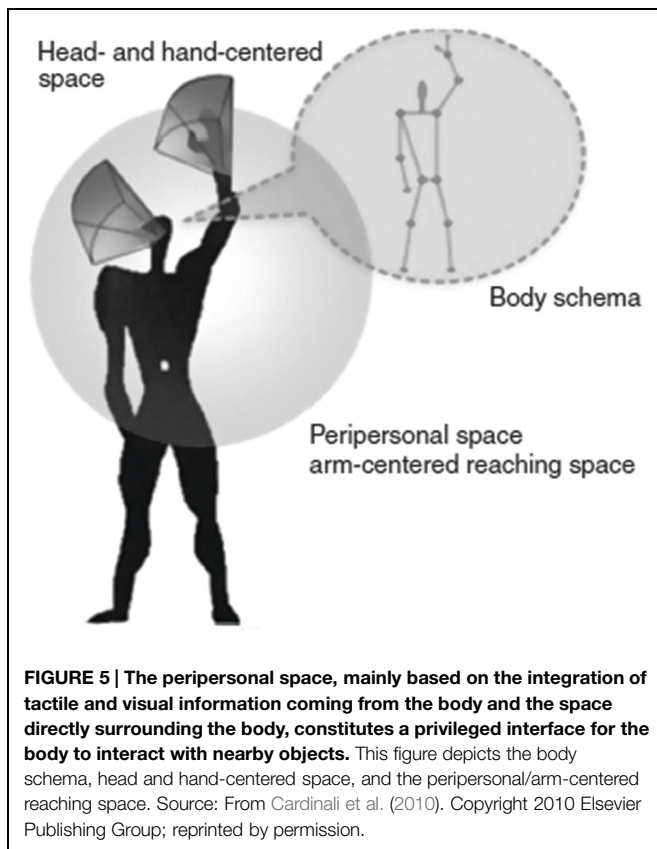 Head- and hand-centered
space
Body schema
Peripersonal space
arm-centered reaching space
FIGURE 5 | The peripersonal space, mainly based on the integration of
tactile and visual information coming from the body and the space
directly surrounding the body, constitutes a privileged interface for the
body to interact with nearby objects. This figure depicts the body
schema, head and hand-centered space, and the peripersonal/arm-centered
reaching space. Source: From Cardinali et al. (2010). Copyright 2010 Elsevier
Publishing Group; reprinted by permission.